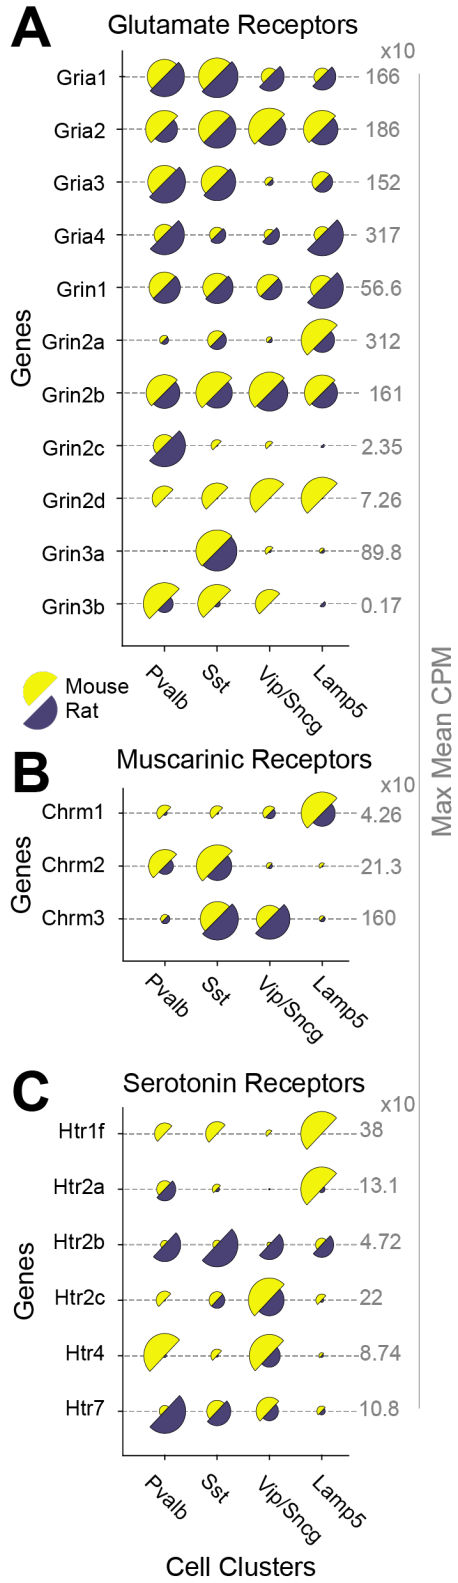 A
Glutamate Receptors
x10
Gria1 166
Gria2 186
Gria3 152
Gria4 317
Grin1 56.6
Grin2a 312
Grin2b 161
Grin2c 2.35
Grin2d 7.26
Grin3a 89.8
Grin3b 0.17
Genes
Pvalb Sst Vip/Sncg Lamp5
Mouse
Rat
Max Mean CPM
B
Muscarinic Receptors
x10
Chrm1 4.26
Chrm2 21.3
Chrm3 160
Genes
Pvalb Sst Vip/Sncg Lamp5
C
Serotonin Receptors
x10
Htr1f 38
Htr2a 13.1
Htr2b 4.72
Htr2c 22
Htr4 8.74
Htr7 10.8
Genes
Pvalb Sst Vip/Sncg Lamp5
Cell Clusters